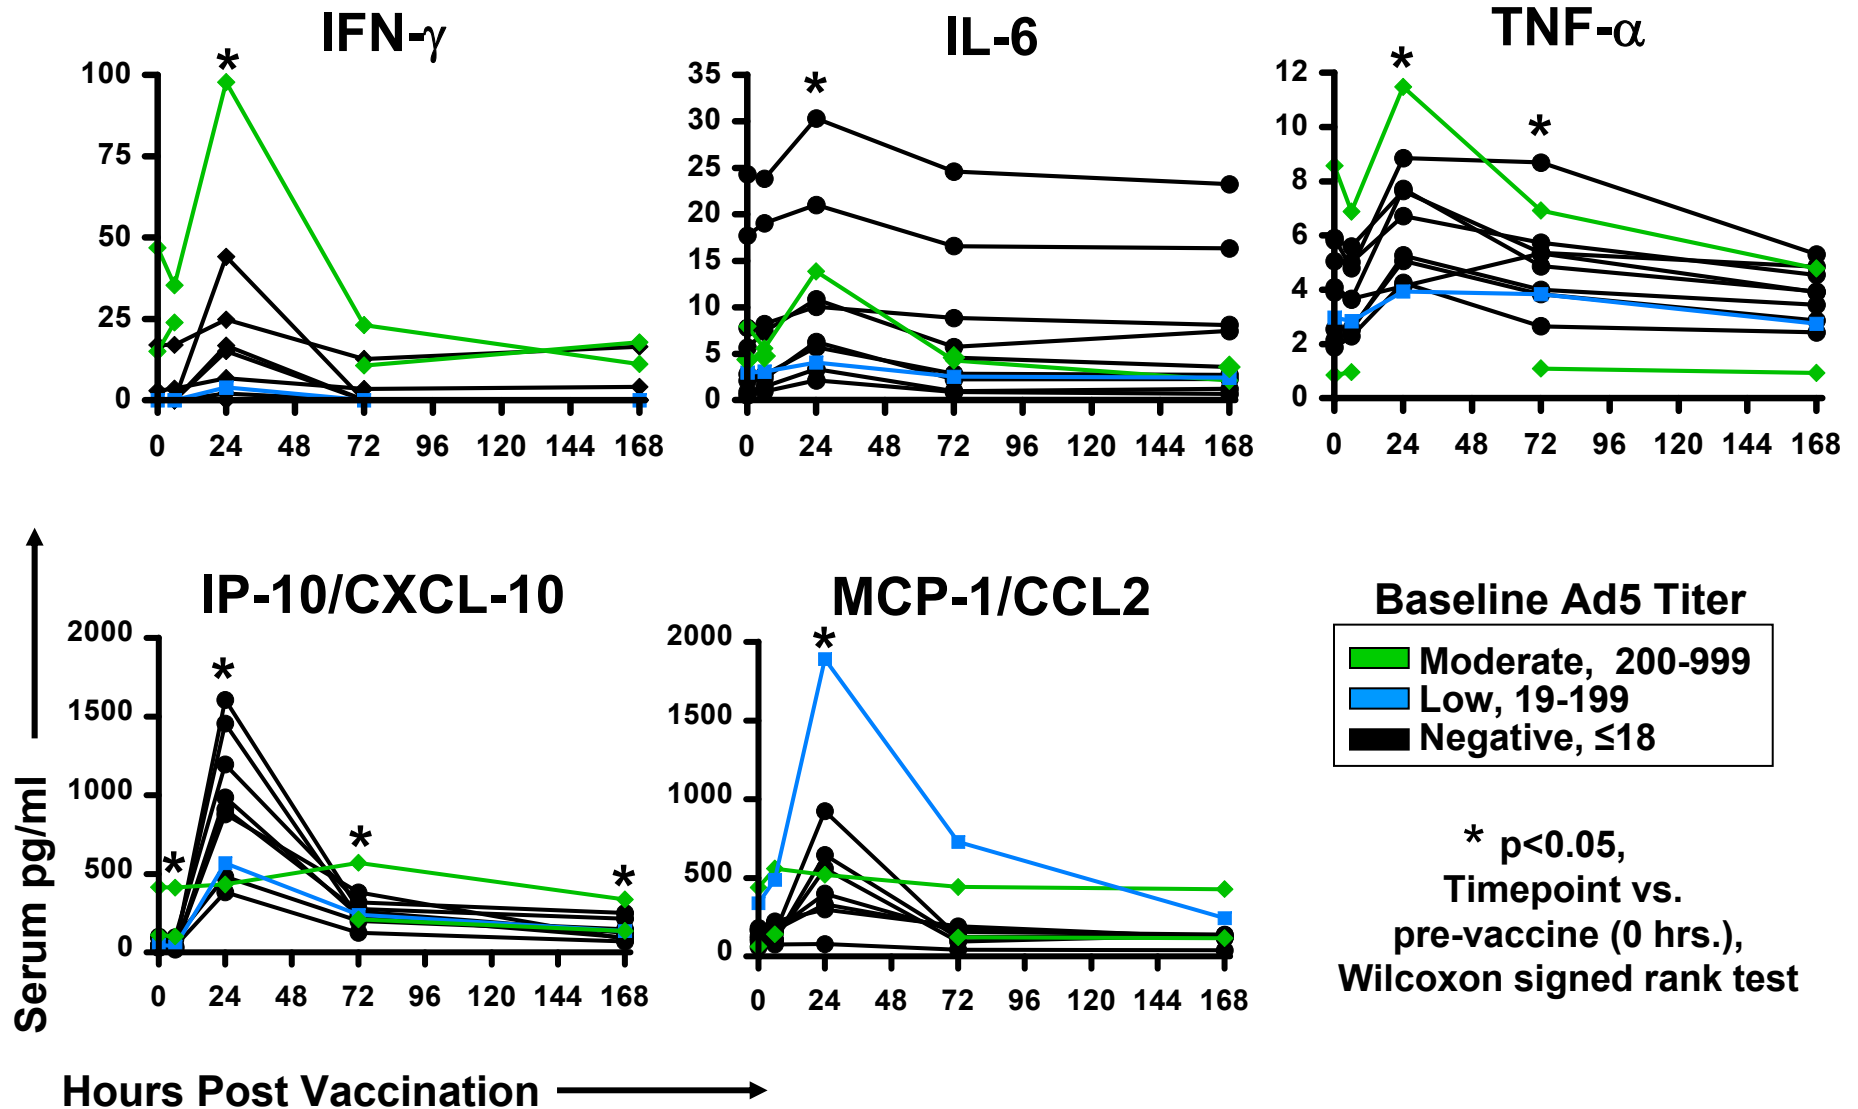 IFN-γ
*
100
75
50
25
0
0 24 48 72 96 120 144 168
IL-6
*
35
30
25
20
15
10
5
0
0 24 48 72 96 120 144 168
TNF-α
*
*
12
10
8
6
4
2
0
0 24 48 72 96 120 144 168
IP-10/CXCL-10
*
*
*
*
2000
1500
1000
500
0
0 24 48 72 96 120 144 168
MCP-1/CCL2
*
2000
1500
1000
500
0
0 24 48 72 96 120 144 168
Baseline Ad5 Titer
Moderate, 200-999
Low, 19-199
Negative, ≤18
* p<0.05,
Timepoint vs.
pre-vaccine (0 hrs.),
Wilcoxon signed rank test
Serum pg/ml
Hours Post Vaccination